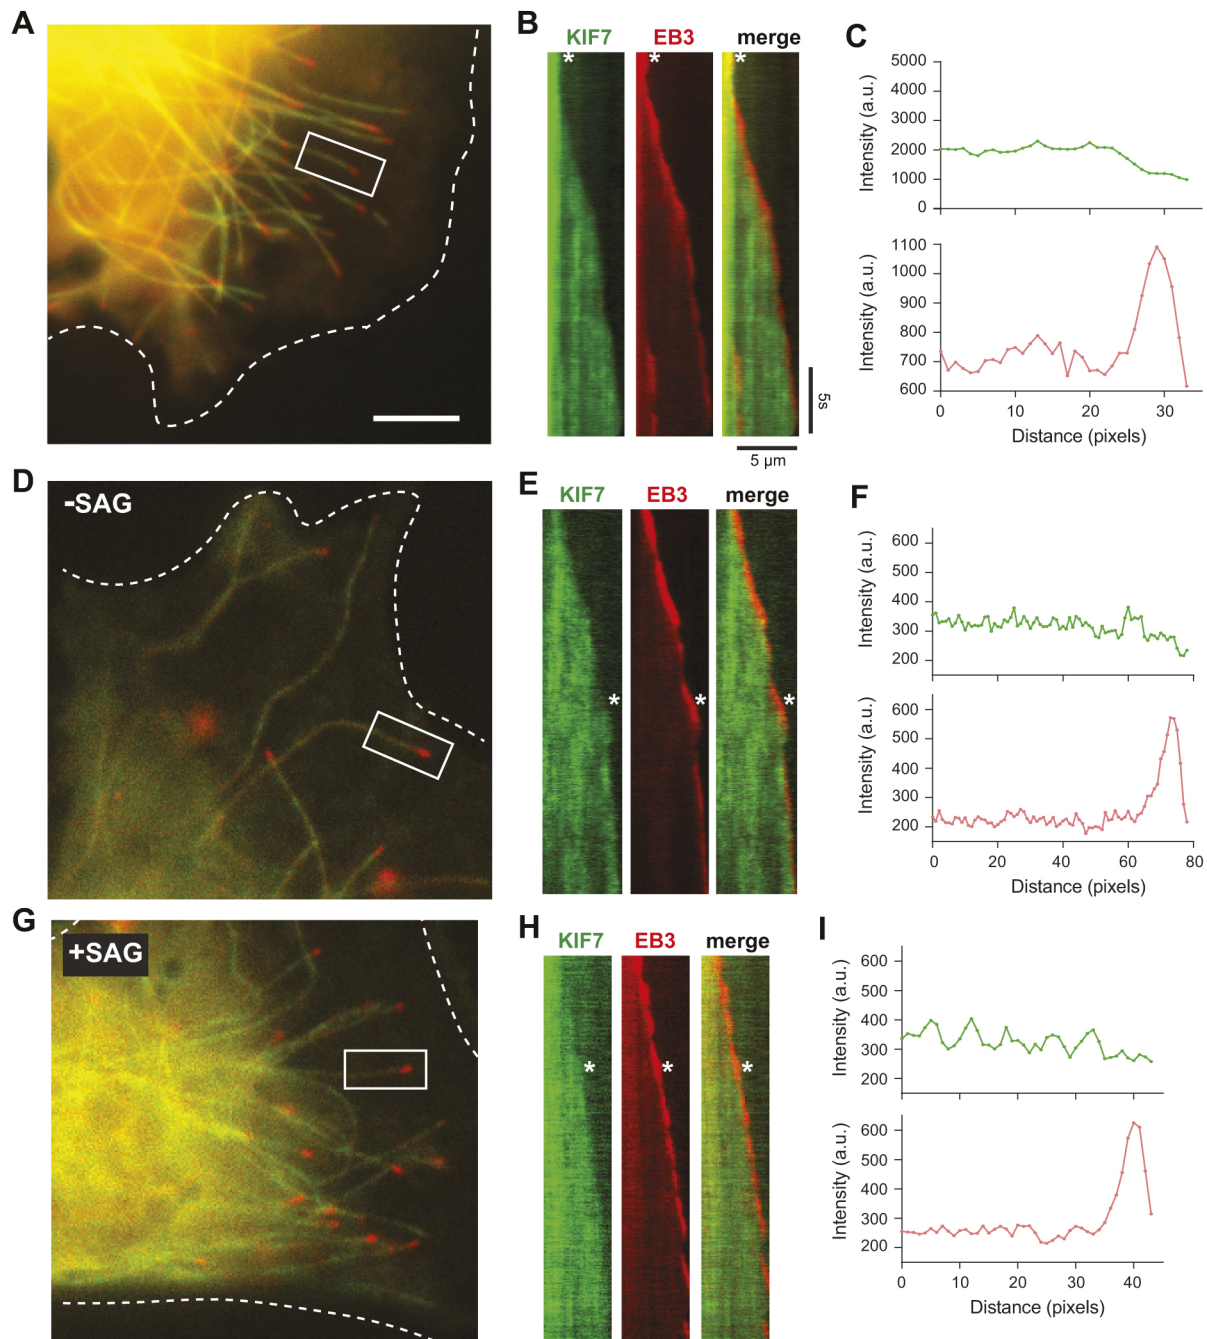 A
B
KIF7 EB3 merge
* * *
5s
5 µm
C
Intensity (a.u.)
5000
4000
3000
2000
1000
0
Intensity (a.u.)
1100
1000
900
800
700
600
0 10 20 30
Distance (pixels)
D
-SAG
E
KIF7 EB3 merge
* * *
F
Intensity (a.u.)
600
500
400
300
200
Intensity (a.u.)
600
500
400
300
200
0 20 40 60 80
Distance (pixels)
G
+SAG
H
KIF7 EB3 merge
* * *
I
Intensity (a.u.)
600
500
400
300
200
Intensity (a.u.)
600
500
400
300
200
0 10 20 30 40
Distance (pixels)